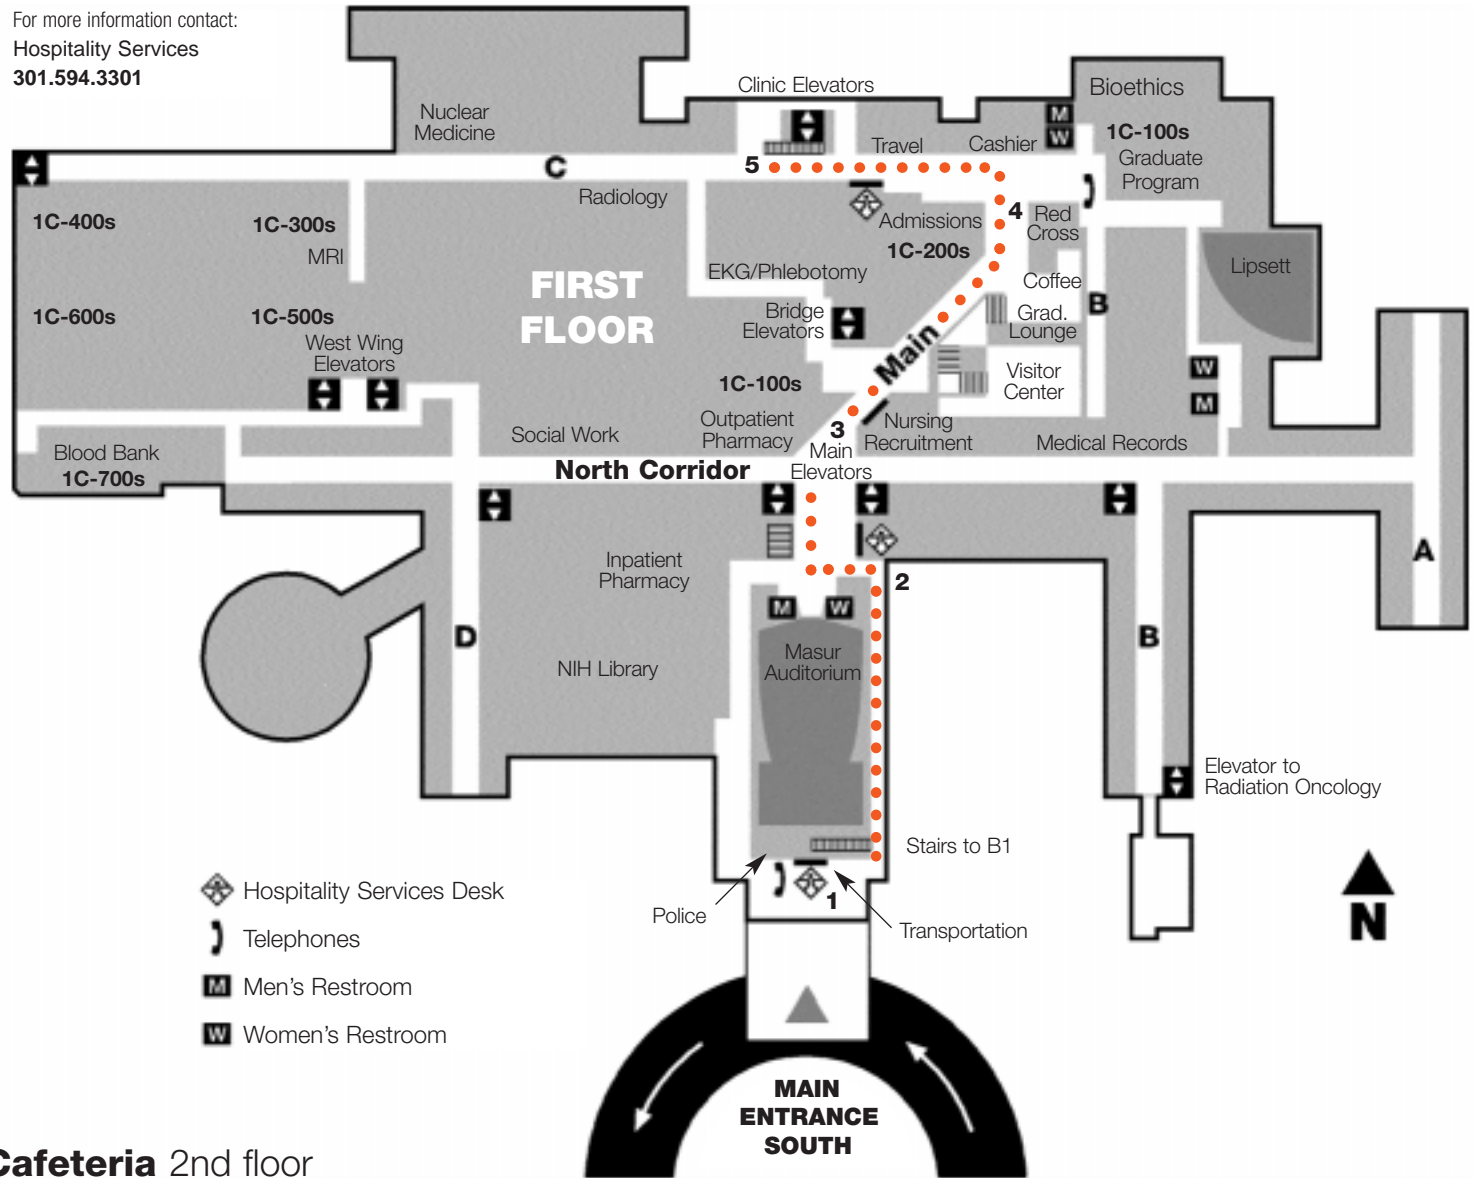 For more information contact:
Hospitality Services
301.594.3301
Clinic Elevators
Bioethics
Nuclear
Medicine
M
W
1C-100s
Travel
Cashier
Graduate
Program
C
5
Radiology
1C-400s
1C-300s
MRI
Admissions
1C-200s
4
Red
Cross
Lipsett
EKG/Phlebotomy
Coffee
FIRST
FLOOR
B
1C-600s
1C-500s
Bridge
Elevators
Grad.
Lounge
West Wing
Elevators
Main
Visitor
Center
W
M
1C-100s
Outpatient
Pharmacy
3
Nursing
Recruitment
Social Work
Medical Records
Main
Elevators
Blood Bank
1C-700s
North Corridor
A
Inpatient
Pharmacy
2
M
W
D
B
Masur
Auditorium
NIH Library
Elevator to
Radiation Oncology
Stairs to B1
Hospitality Services Desk
1
Police
Transportation
Telephones
N
M
Men's Restroom
W
Women's Restroom
MAIN
ENTRANCE
SOUTH
Cafeteria 2nd floor